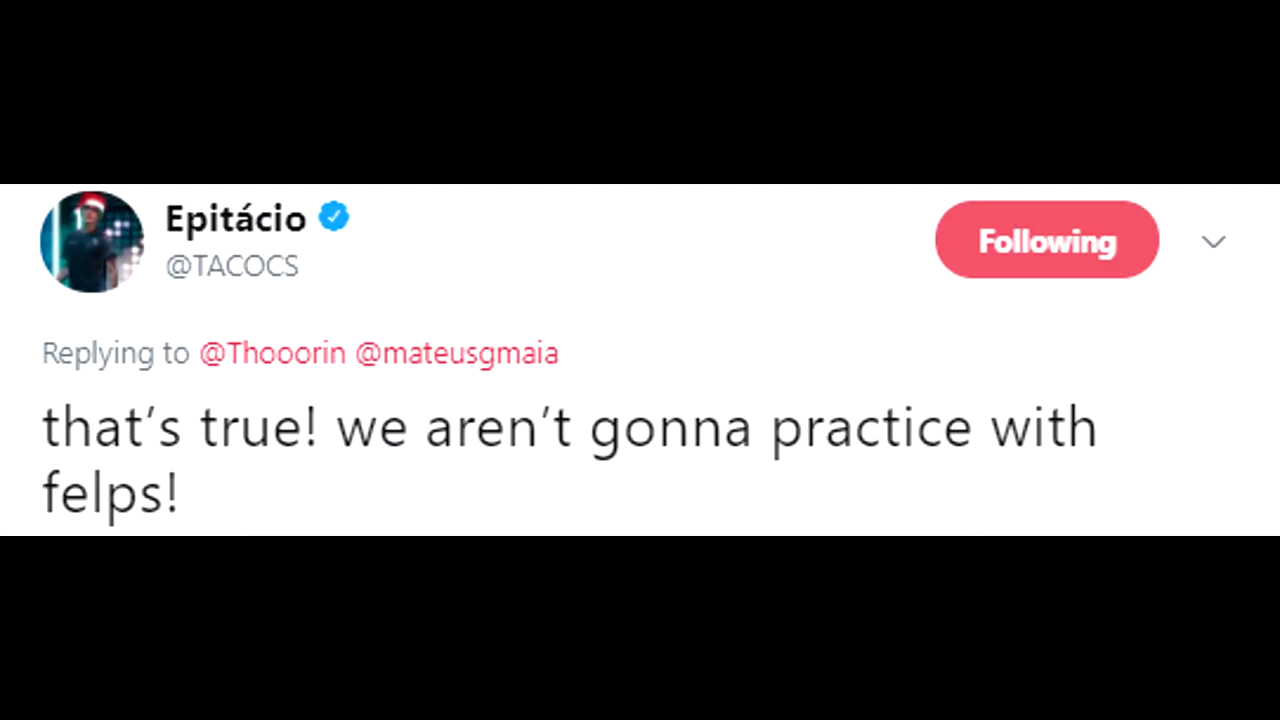 Epitácio
@TACOCS
Following
Replying to @Thooorin @mateusgmaia
that’s true! we aren’t gonna practice with
felps!